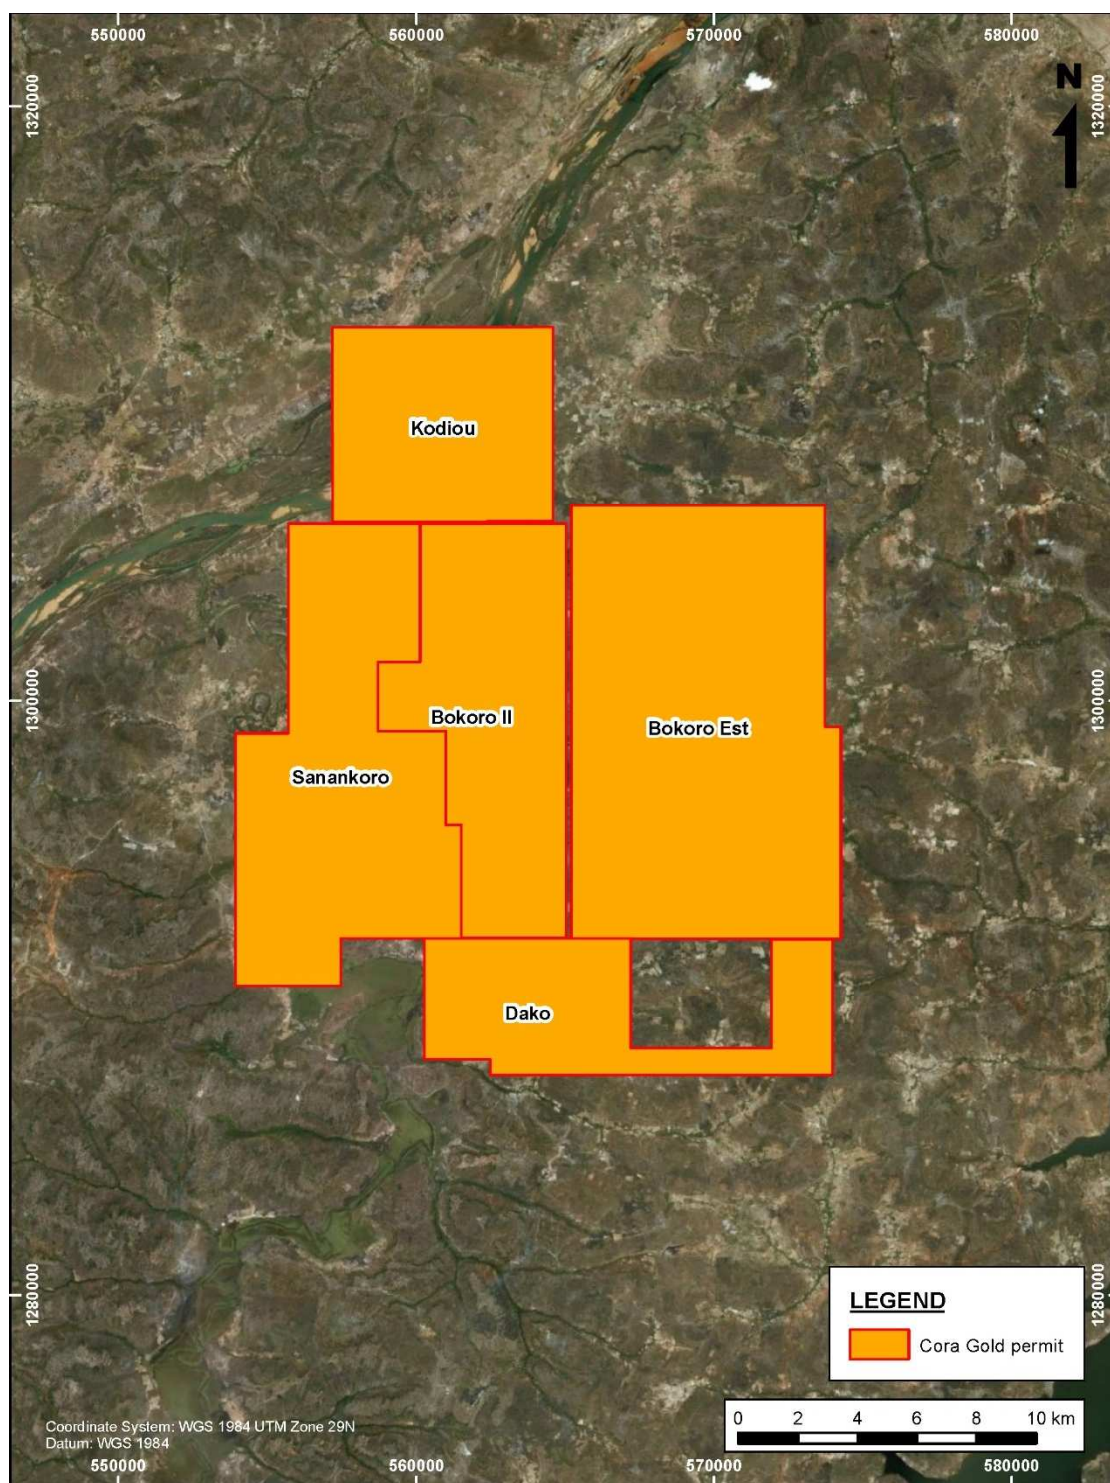 550000 560000 570000 580000
N
1320000 1320000
Kodiou
1300000 1300000
Bokoro II
Bokoro Est
Sanankoro
Dako
1280000 1280000
LEGEND
Cora Gold permit
0 2 4 6 8 10 km
Coordinate System: WGS 1984 UTM Zone 29N
Datum: WGS 1984
550000 560000 570000 580000